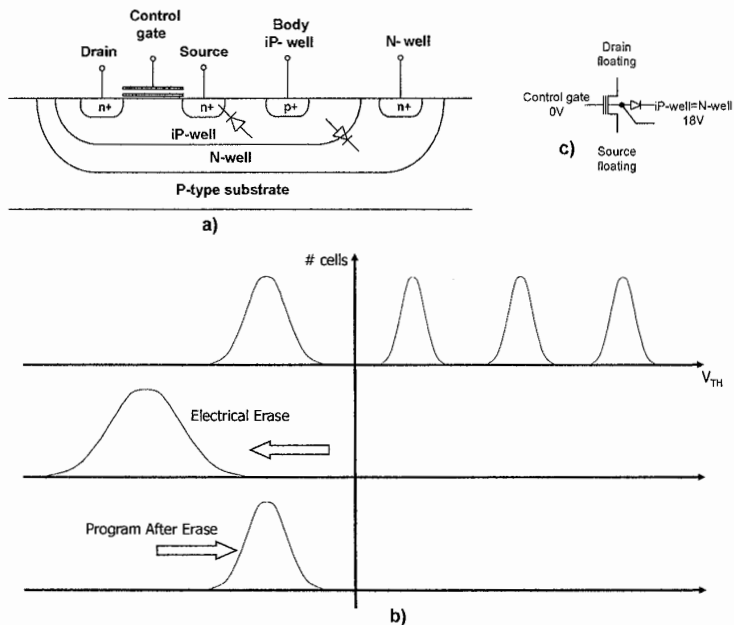 Control
gate
Drain
Source
Body
iP- well
N- well
n+
n+
p+
n+
iP-well
N-well
P-type substrate
a)
Drain
floating
Control gate
0V
iP-well=N-well
18V
c)
Source
floating
# cells
V_TH
Electrical Erase
Program After Erase
b)